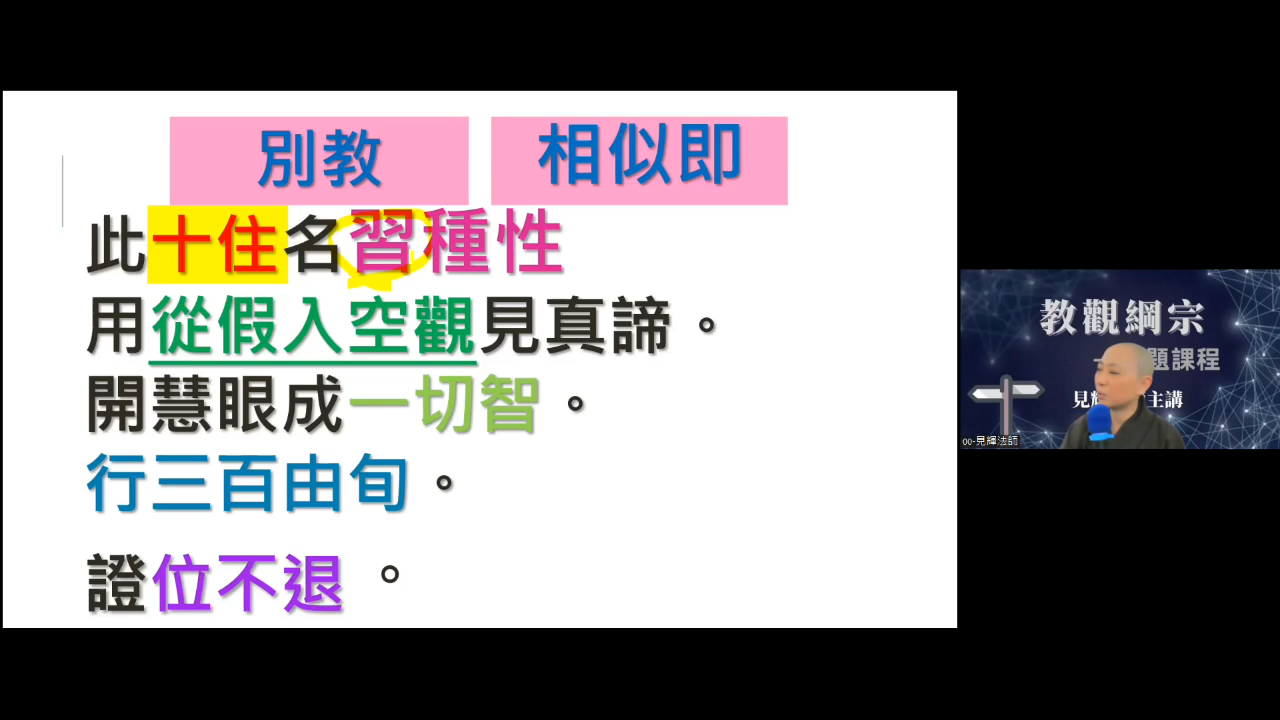 別教 相似即
此十住名習種性
用從假入空觀見真諦。
開慧眼成一切智。
行三百由旬。
證位不退。
教觀綱宗
題課程
見輝 主講
00-見輝法師